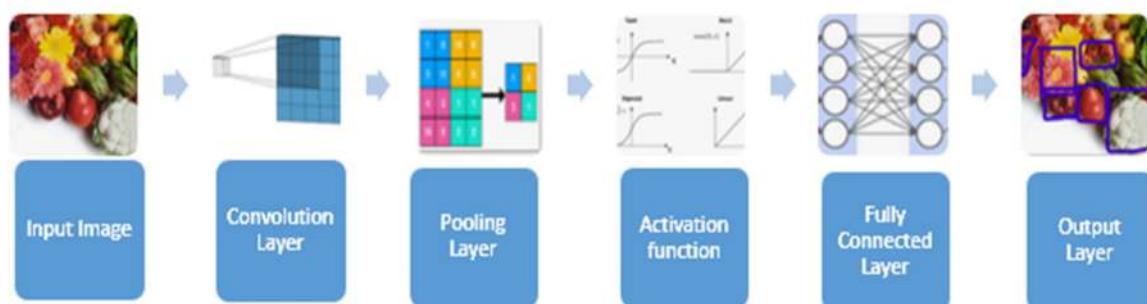 Input Image
Convolution
Layer
Pooling
Layer
Activation
function
Fully
Connected
Layer
Output
Layer